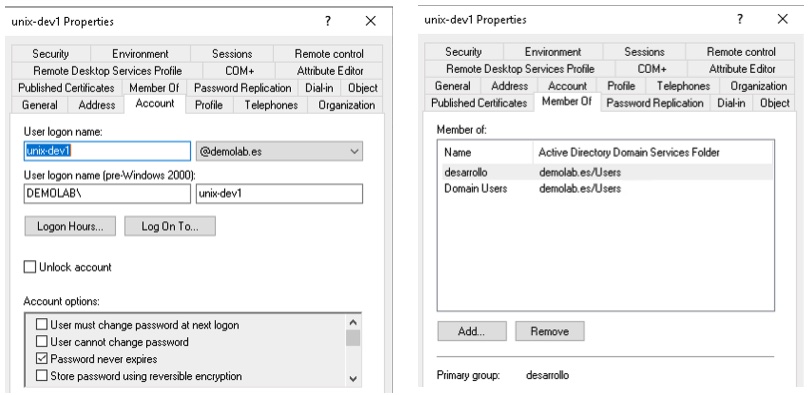 unix-dev1 Properties ? X
Security Environment Sessions Remote control
Remote Desktop Services Profile COM+ Attribute Editor
Published Certificates Member Of Password Replication Dial-in Object
General Address Account Profile Telephones Organization
User logon name:
unix-dev1 @demolab.es
User logon name (pre-Windows 2000):
DEMOLAB\ unix-dev1
Logon Hours... Log On To...
Unlock account
Account options:
User must change password at next logon
User cannot change password
Password never expires
Store password using reversible encryption
unix-dev1 Properties ? X
Security Environment Sessions Remote control
Remote Desktop Services Profile COM+ Attribute Editor
General Address Account Profile Telephones Organization
Published Certificates Member Of Password Replication Dial-in Object
Member of:
Name Active Directory Domain Services Folder
desarrollo demolab.es/Users
Domain Users demolab.es/Users
Add... Remove
Primary group: desarrollo